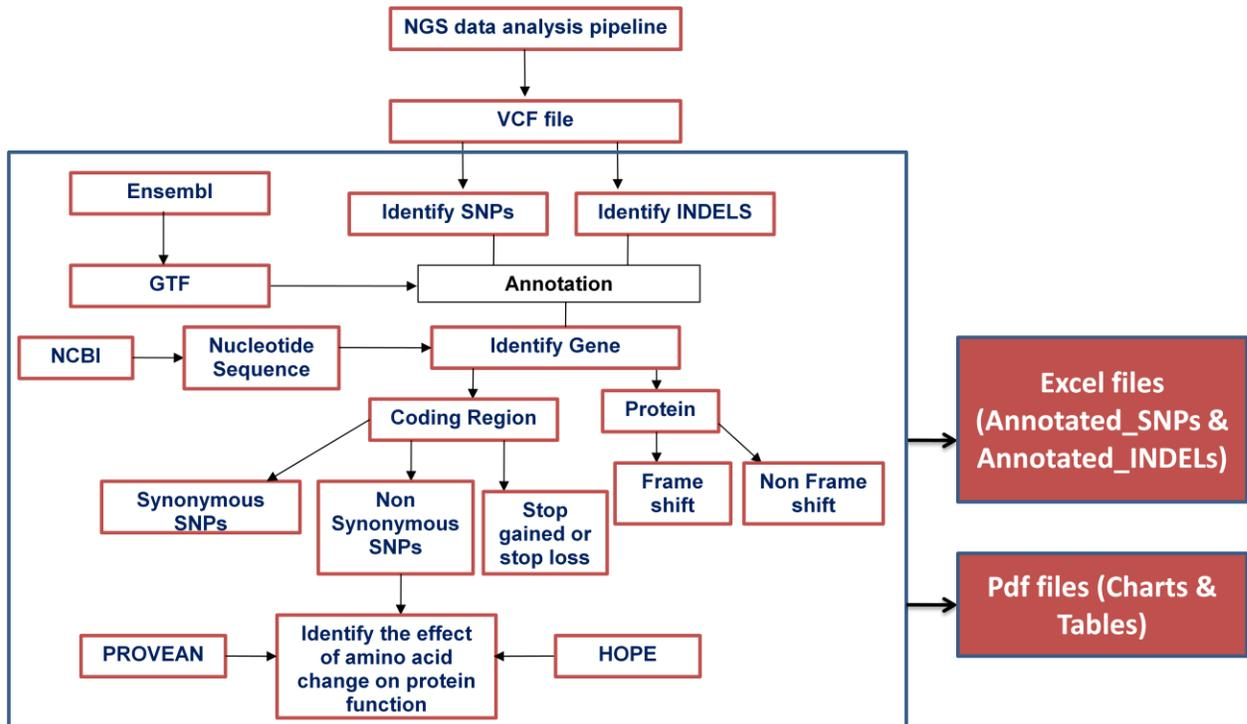 NGS data analysis pipeline
VCF file
Ensembl
Identify SNPs
Identify INDELS
GTF
Annotation
NCBI
Nucleotide
Sequence
Identify Gene
Coding Region
Protein
Synonymous
SNPs
Non
Synonymous
SNPs
Stop
gained or
stop loss
Frame
shift
Non Frame
shift
PROVEAN
Identify the effect
of amino acid
change on protein
function
HOPE
Excel files
(Annotated_SNPs &
Annotated_INDELs)
Pdf files (Charts &
Tables)